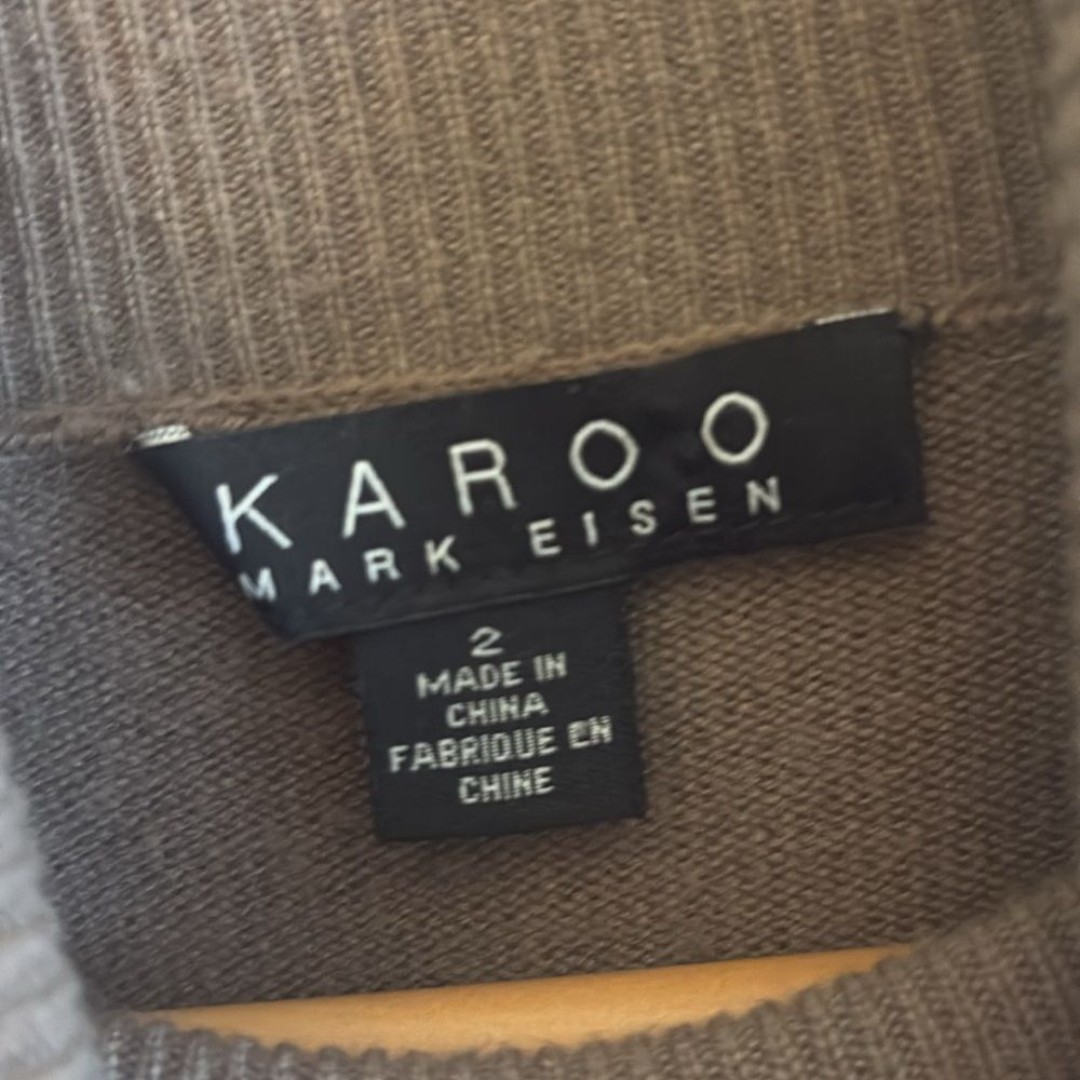 KAROO
MARK EISEN
2
MADE IN
CHINA
FABRIQUE EN
CHINE